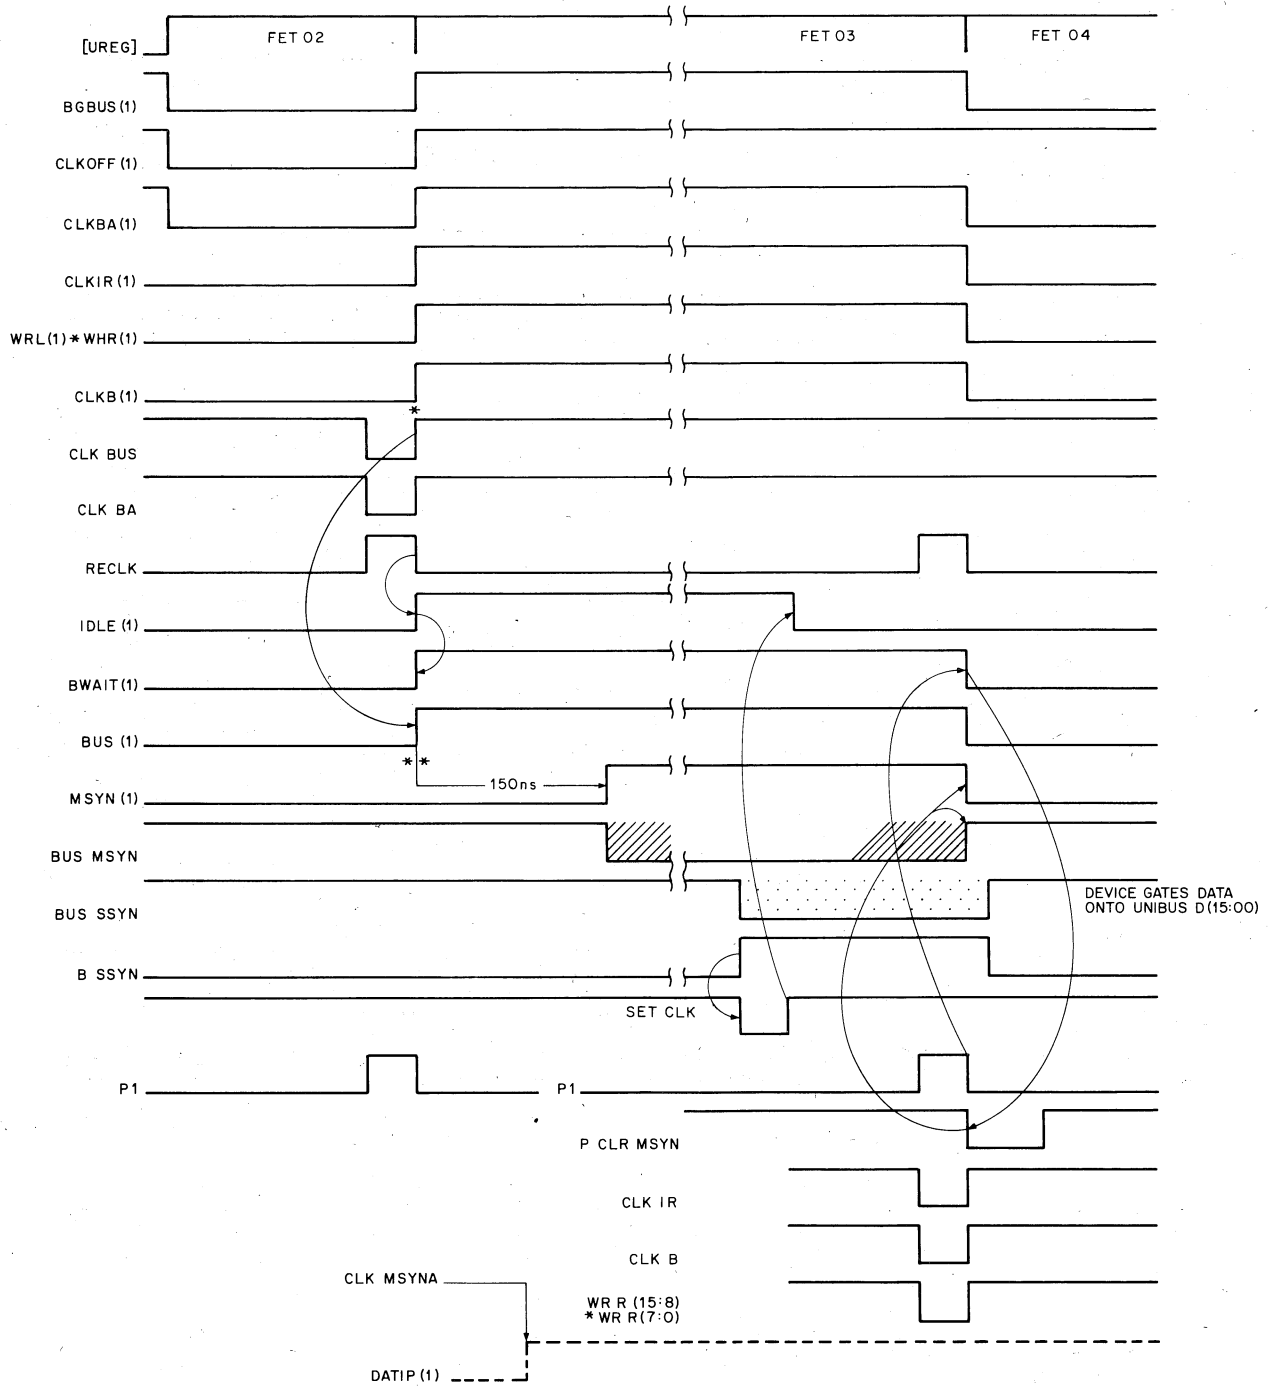 FET 02
FET 03
FET 04
[UREG]
BGBUS(1)
CLKOFF(1)
CLKBA(1)
CLKIR(1)
WRL(1)*WHR(1)
CLKB(1)
*
CLK BUS
CLK BA
RECLK
IDLE(1)
BWAIT(1)
BUS (1)
* *
150ns
MSYN(1)
BUS MSYN
BUS SSYN
DEVICE GATES DATA
ONTO UNIBUS D(15:00)
B SSYN
SET CLK
P1
P1
P CLR MSYN
CLK IR
CLK B
CLK MSYNA
WR R (15:8)
* WR R(7:0)
DATIP(1)